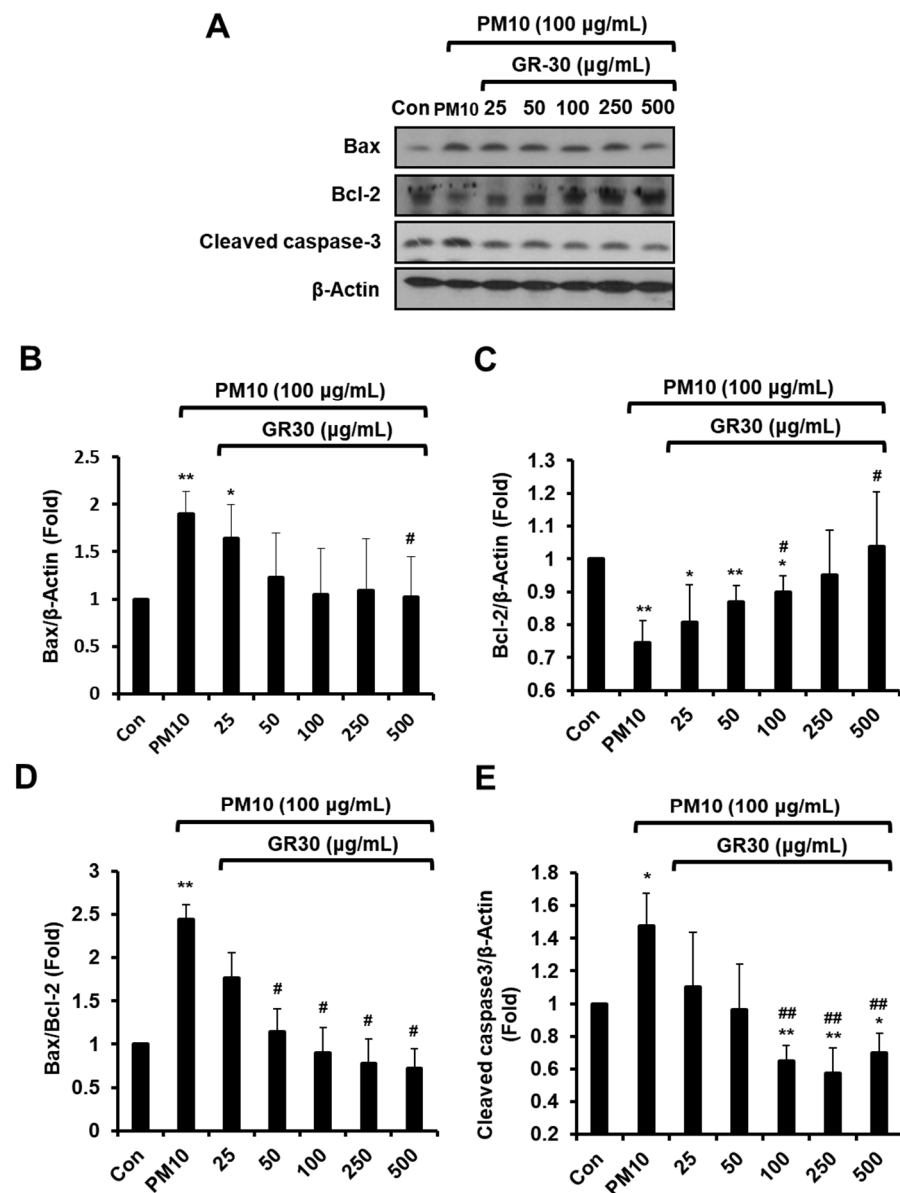 A
PM10 (100 µg/mL)
GR-30 (µg/mL)
Con PM10 25 50 100 250 500
Bax
Bcl-2
Cleaved caspase-3
β-Actin
B
PM10 (100 µg/mL)
GR30 (µg/mL)
Bax/β-Actin (Fold)
2.5
2
1.5
1
0.5
0
** * #
Con PM10 25 50 100 250 500
C
PM10 (100 µg/mL)
GR30 (µg/mL)
Bcl-2/β-Actin (Fold)
1.3
1.2
1.1
1
0.9
0.8
0.7
0.6
** * ** # * #
Con PM10 25 50 100 250 500
D
PM10 (100 µg/mL)
GR30 (µg/mL)
Bax/Bcl-2 (Fold)
3
2.5
2
1.5
1
0.5
0
** # # # #
Con PM10 25 50 100 250 500
E
PM10 (100 µg/mL)
GR30 (µg/mL)
Cleaved caspase3/β-Actin
(Fold)
1.8
1.6
1.4
1.2
1
0.8
0.6
0.4
0.2
*
## ## ##
** ** *
Con PM10 25 50 100 250 500